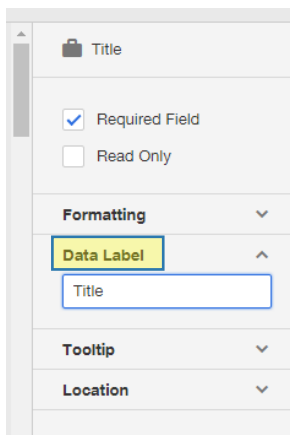 Title
Required Field
Read Only
Formatting
Data Label
Title
Tooltip
Location